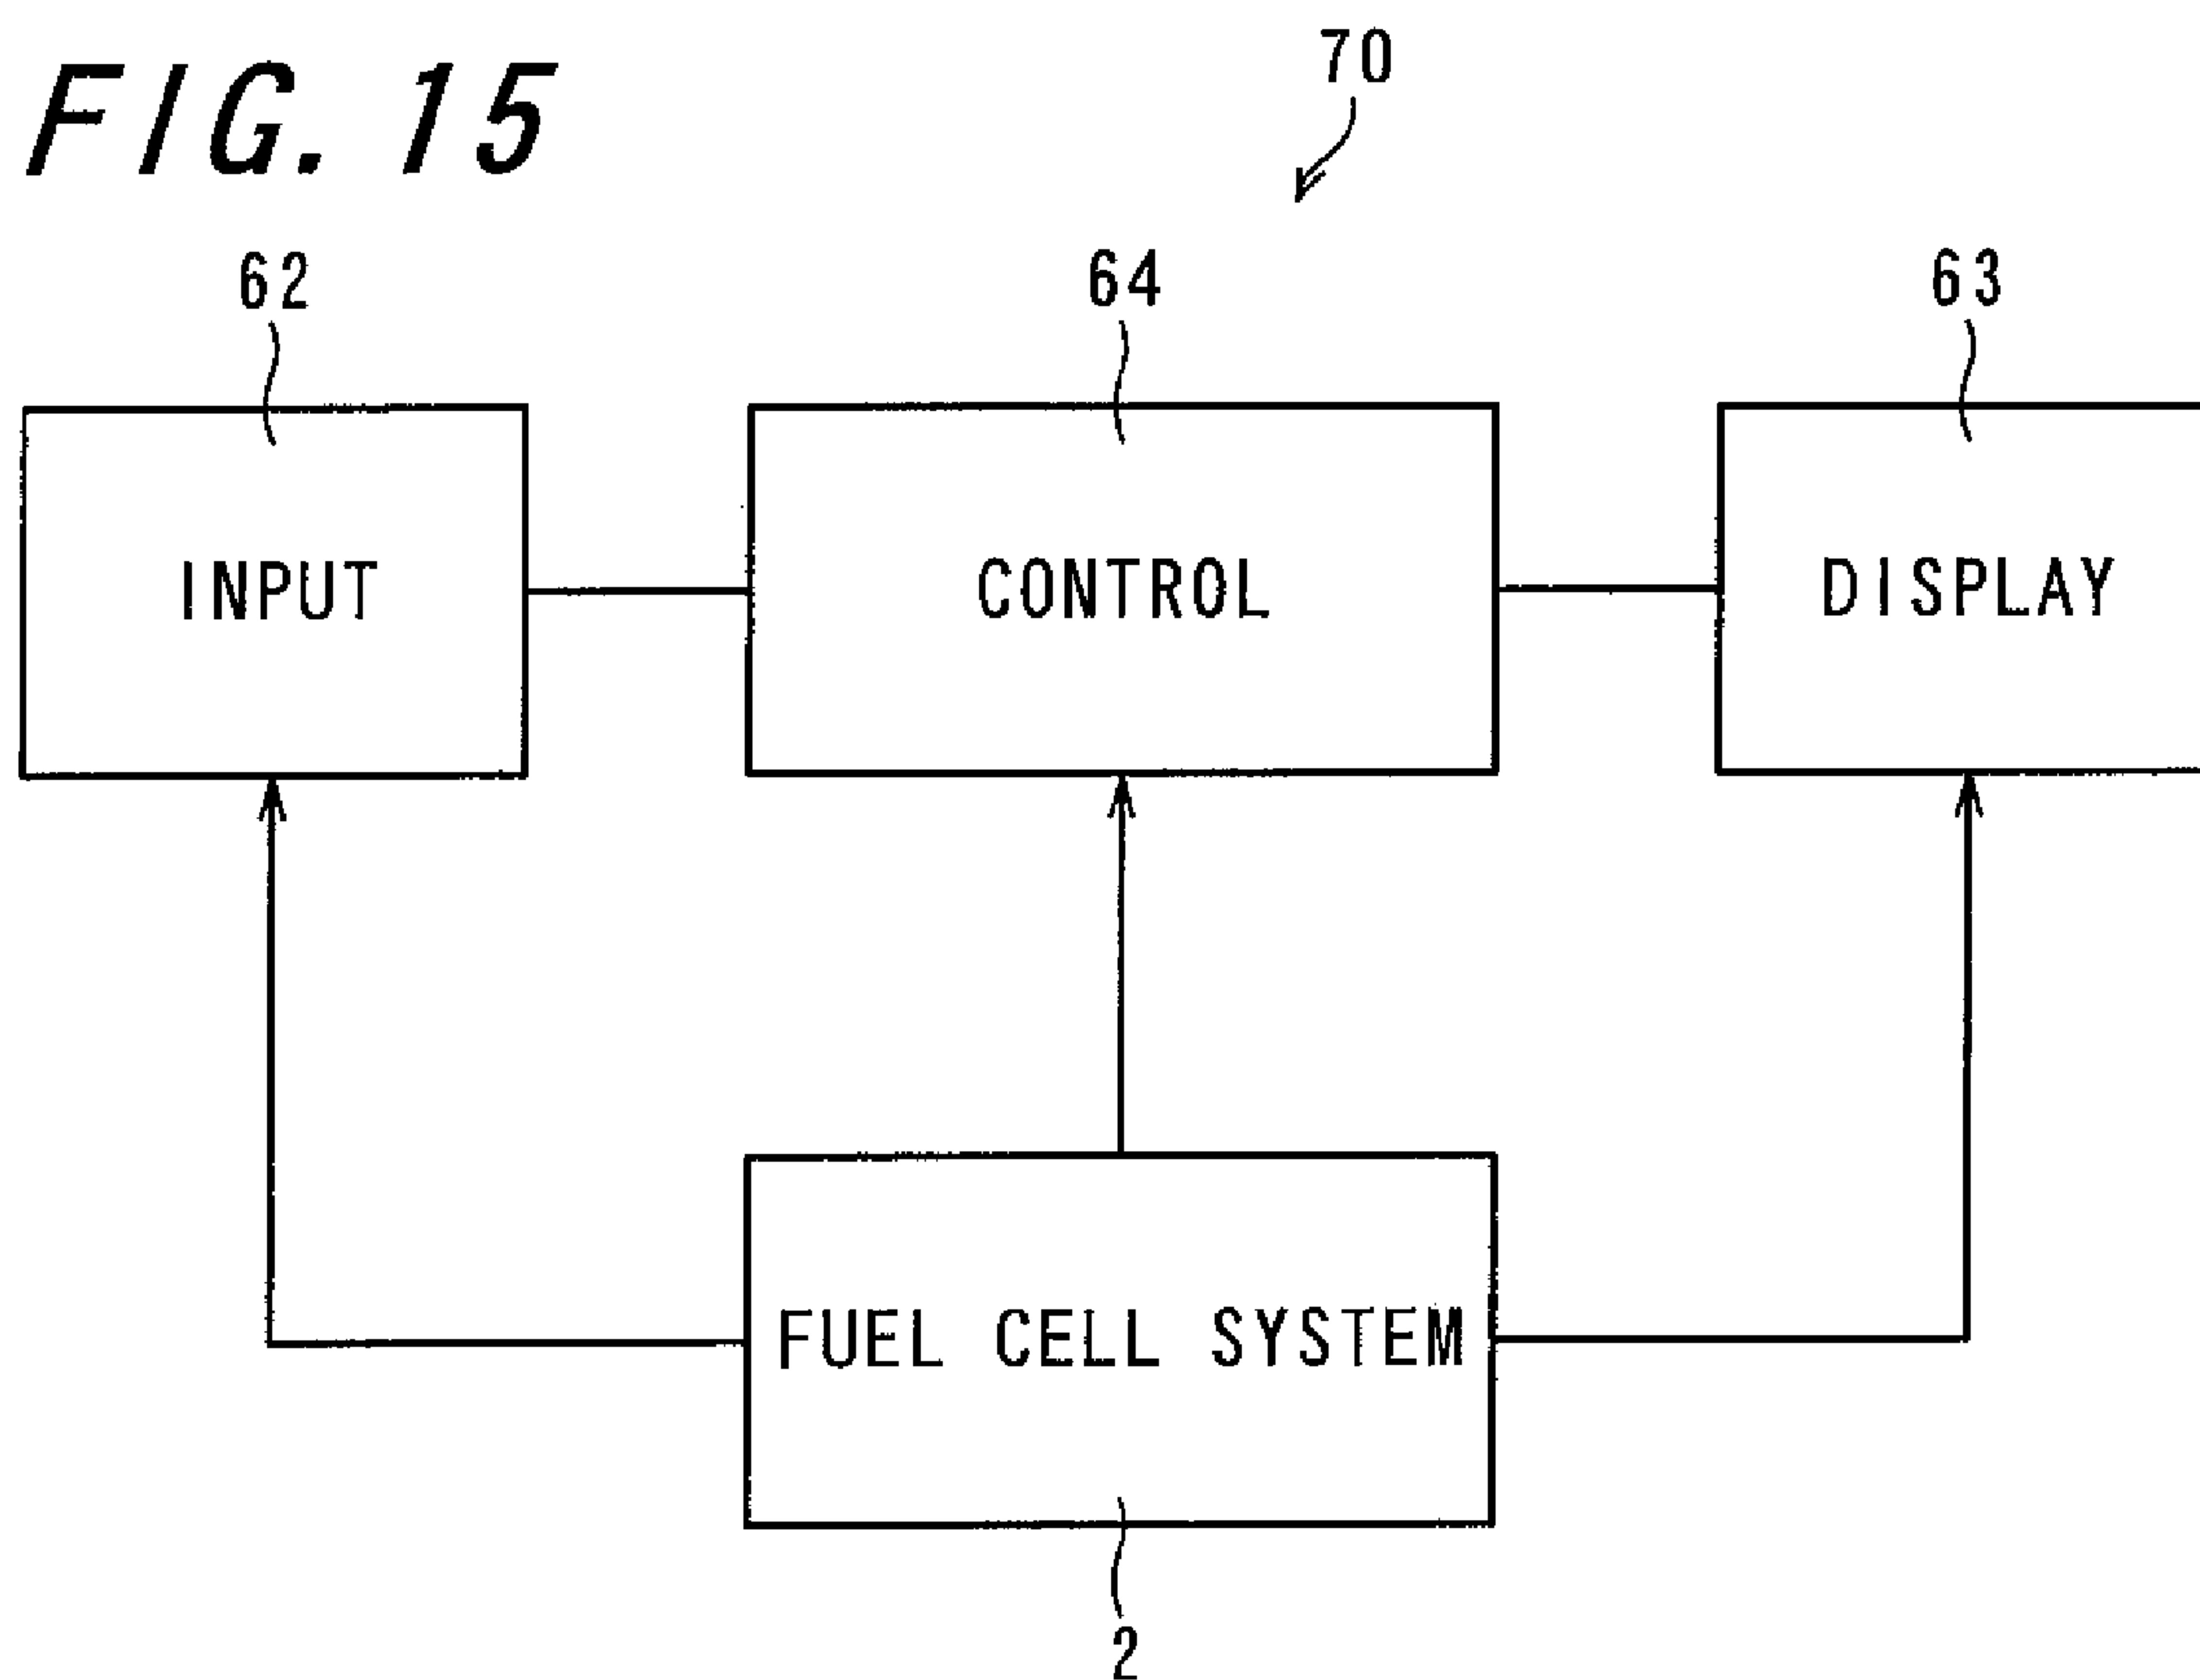 FIG. 15
70
62
64
63
INPUT
CONTROL
DISPLAY
FUEL CELL SYSTEM
2